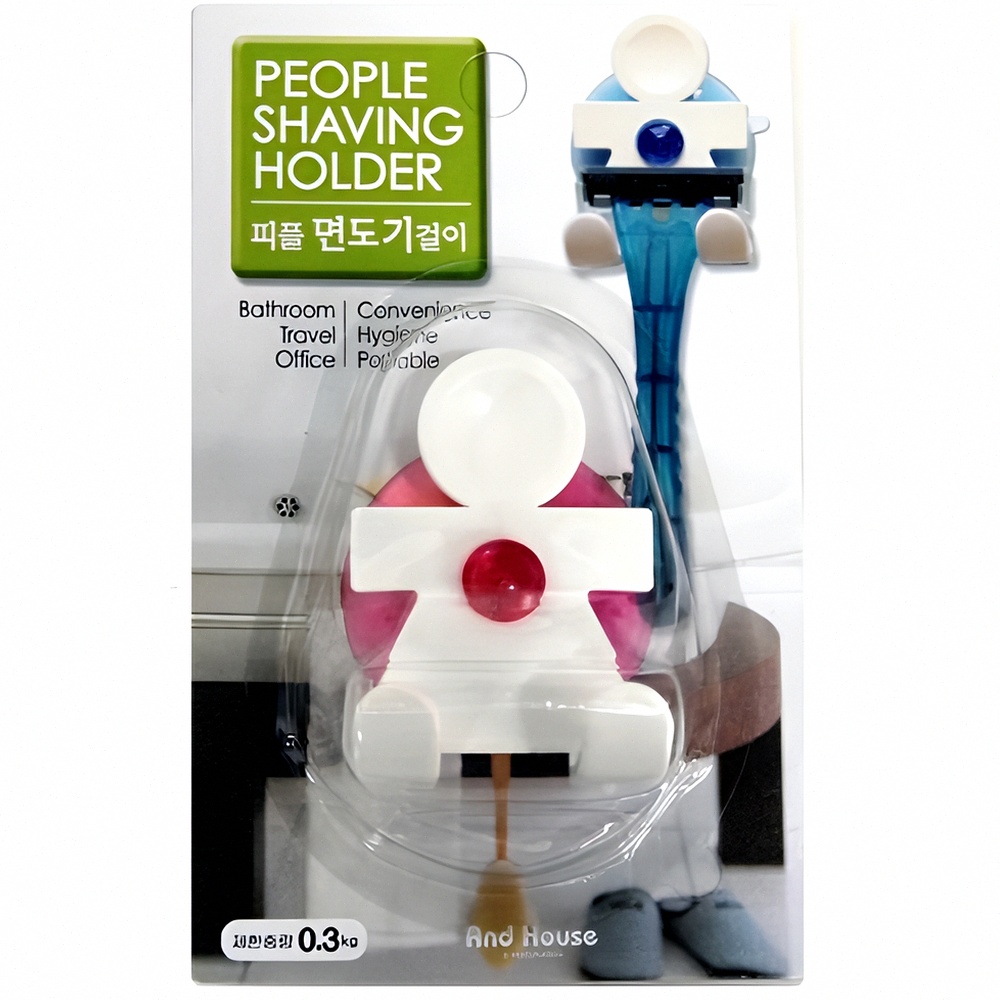 PEOPLE
SHAVING
HOLDER
피플 면도기걸이
Bathroom | Convenience
Travel | Hygiene
Office | Portable
제한중량 0.3kg
And House